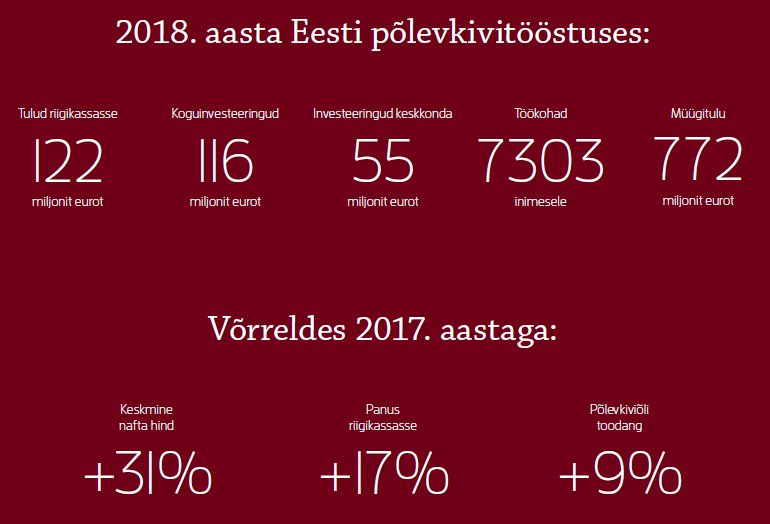 2018. aasta Eesti põlevkivitööstuses:
Tulud riigikassasse
122
miljonit eurot
Koguinvesteeringud
116
miljonit eurot
Investeeringud keskkonda
55
miljonit eurot
Töökohad
7303
inimesele
Müügitulu
772
miljonit eurot
Võrreldes 2017. aastaga:
Keskmine
nafta hind
+31%
Panus
riigikassasse
+17%
Põlevkiviõli
toodang
+9%